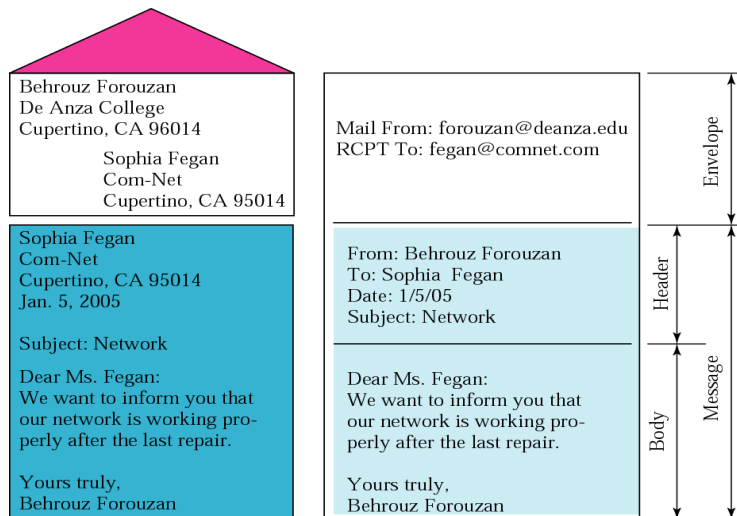 Behrouz Forouzan
De Anza College
Cupertino, CA 96014
Sophia Fegan
Com-Net
Cupertino, CA 95014
Sophia Fegan
Com-Net
Cupertino, CA 95014
Jan. 5, 2005
Subject: Network
Dear Ms. Fegan:
We want to inform you that
our network is working pro-
perly after the last repair.
Yours truly,
Behrouz Forouzan
Mail From: forouzan@deanza.edu
RCPT To: fegan@comnet.com
From: Behrouz Forouzan
To: Sophia Fegan
Date: 1/5/05
Subject: Network
Dear Ms. Fegan:
We want to inform you that
our network is working pro-
perly after the last repair.
Yours truly,
Behrouz Forouzan
Envelope
Header
Body
Message